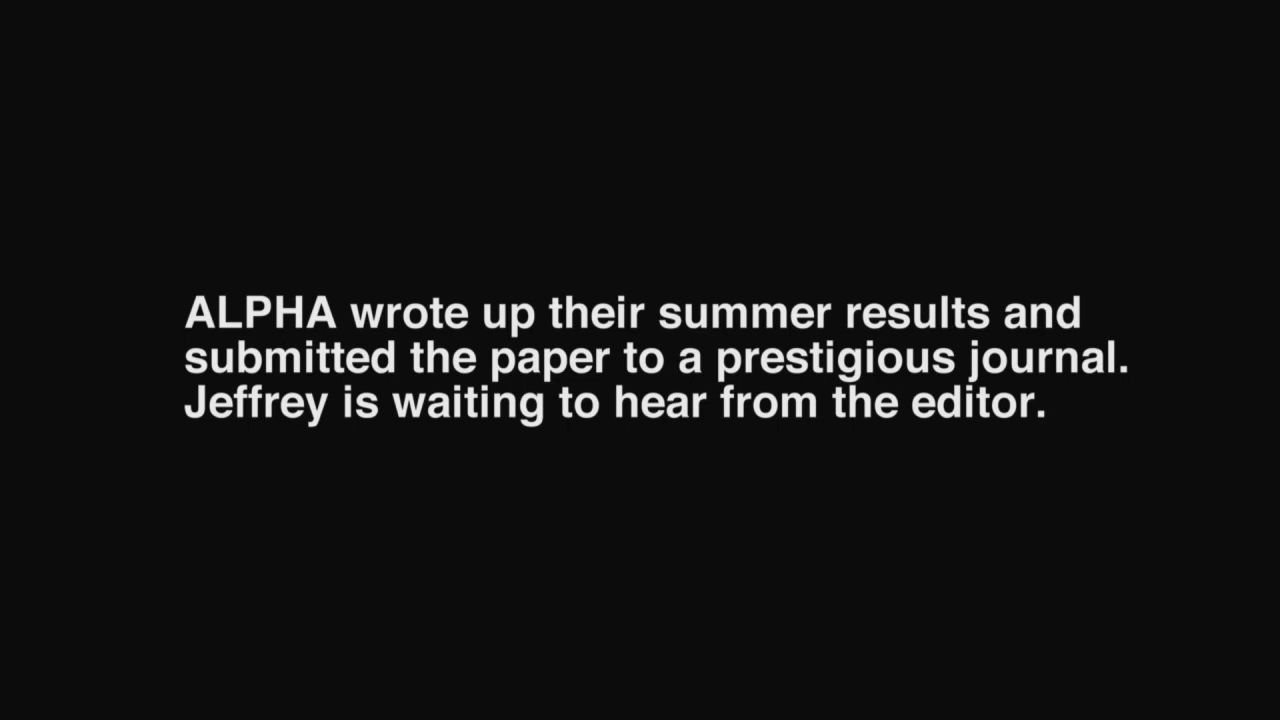 ALPHA wrote up their summer results and
submitted the paper to a prestigious journal.
Jeffrey is waiting to hear from the editor.